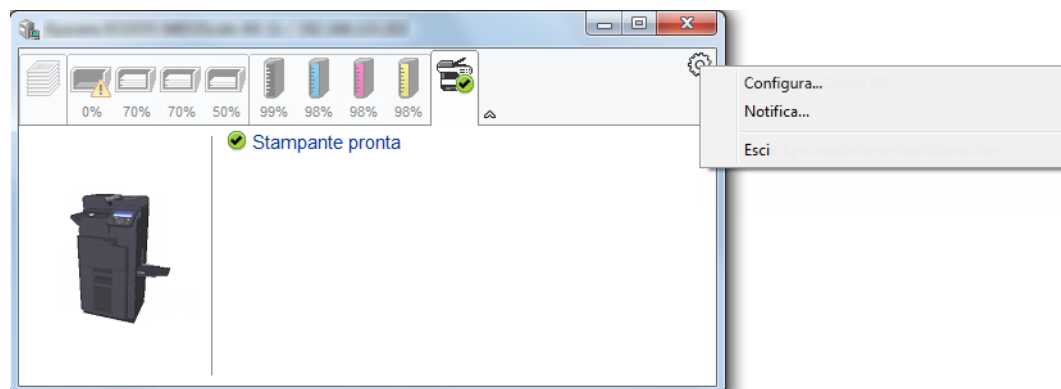 0% 70% 70% 50% 99% 98% 98% 98%
Stampante pronta
Configura...
Notifica...
Esci